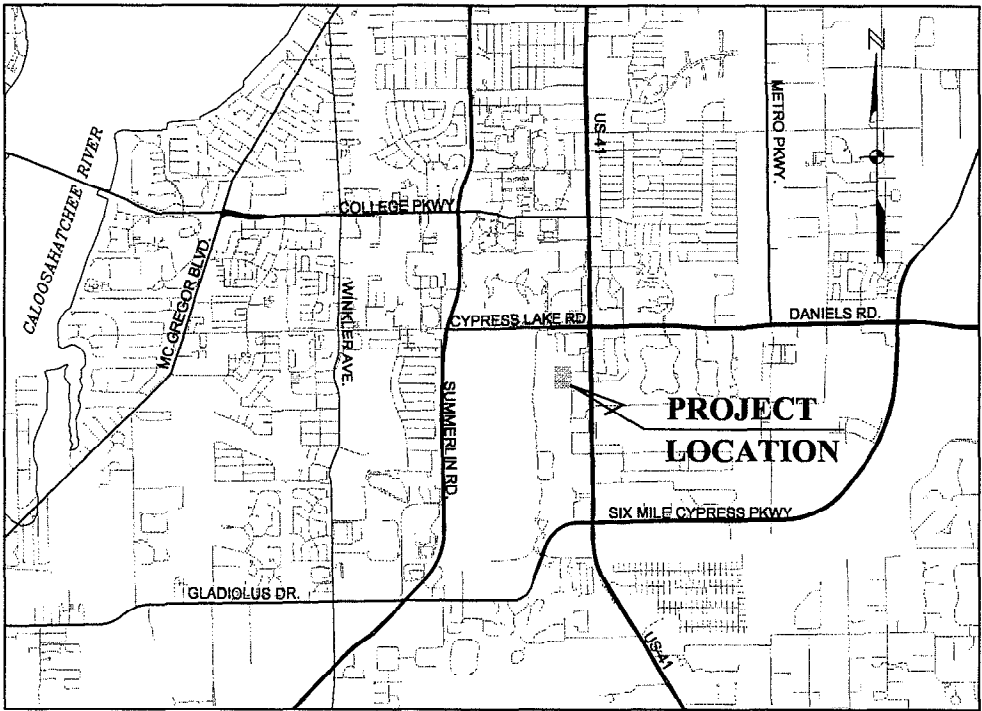 N
CALOOSAHATCHEE RIVER
US-41
METRO PKWY.
COLLEGE PKWY
MC.GREGOR BLVD.
WINKLER AVE.
CYPRESS LAKE RD
DANIELS RD.
SUMMERLIN RD.
PROJECT
LOCATION
SIX MILE CYPRESS PKWY
GLADIOLUS DR.
US-41